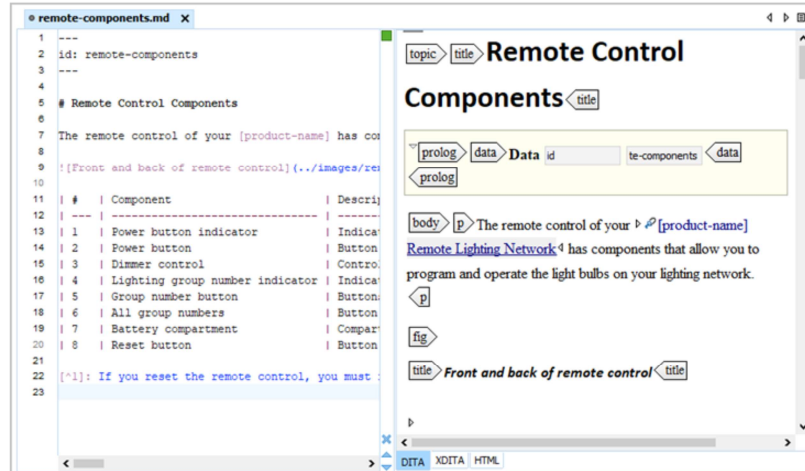 remote-components.md X
1 ---
2 id: remote-components
3 ---
4
5 # Remote Control Components
6
7 The remote control of your [product-name] has
8
9 ![Front and back of remote control](../images/
10
11 | # | Component | Descri
12 | --- | ------------------------------ | ------
13 | 1 | Power button indicator | Indica
14 | 2 | Power button | Button
15 | 3 | Dimmer control | Contro
16 | 4 | Lighting group number indicator | Indica
17 | 5 | Group number button | Button
18 | 6 | All group numbers | Button
19 | 7 | Battery compartment | Compar
20 | 8 | Reset button | Button
21
22 [^1]: If you reset the remote control, you must
23
topic title Remote Control
Components title
prolog data Data id te-components data
prolog
body p The remote control of your [product-name]
Remote Lighting Network has components that allow you to
program and operate the light bulbs on your lighting network.
p
fig
title Front and back of remote control title
DITA XDITA HTML